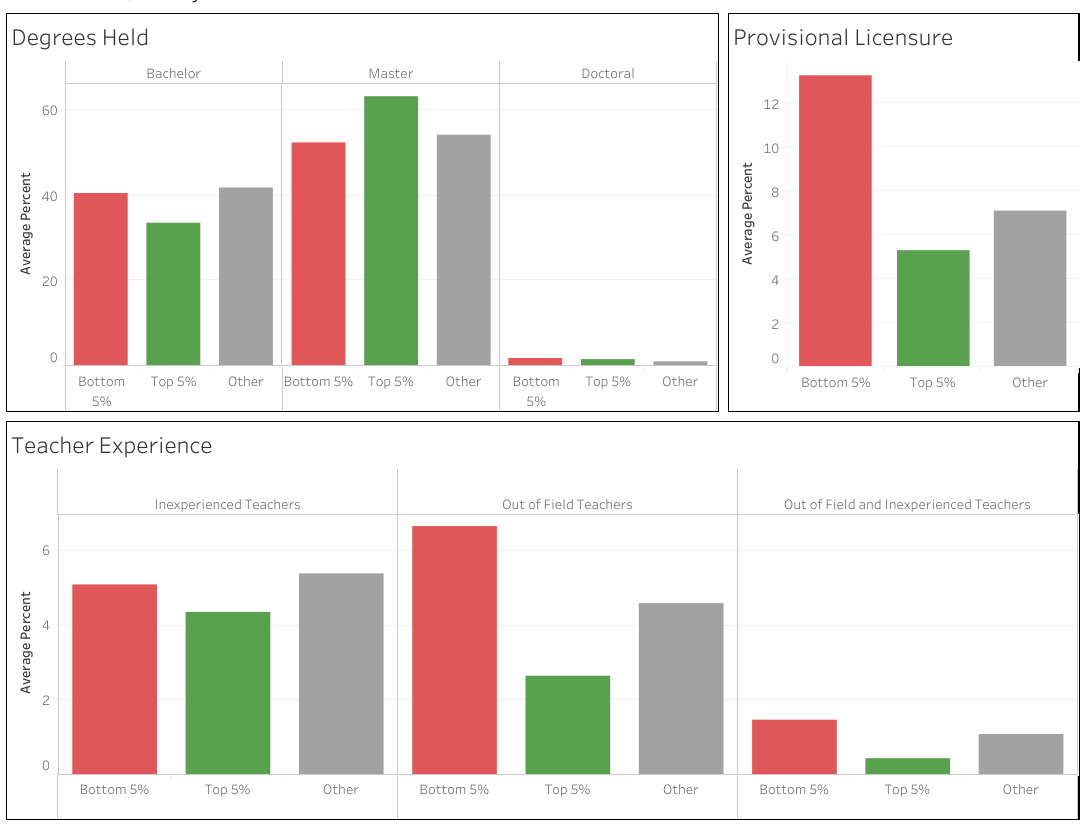 Degrees Held
Bachelor Master Doctoral
Average Percent
60
40
20
0
Bottom 5% Top 5% Other Bottom 5% Top 5% Other Bottom 5% Top 5% Other
Provisional Licensure
Average Percent
12
10
8
6
4
2
0
Bottom 5% Top 5% Other
Teacher Experience
Inexperienced Teachers Out of Field Teachers Out of Field and Inexperienced Teachers
Average Percent
6
4
2
0
Bottom 5% Top 5% Other Bottom 5% Top 5% Other Bottom 5% Top 5% Other